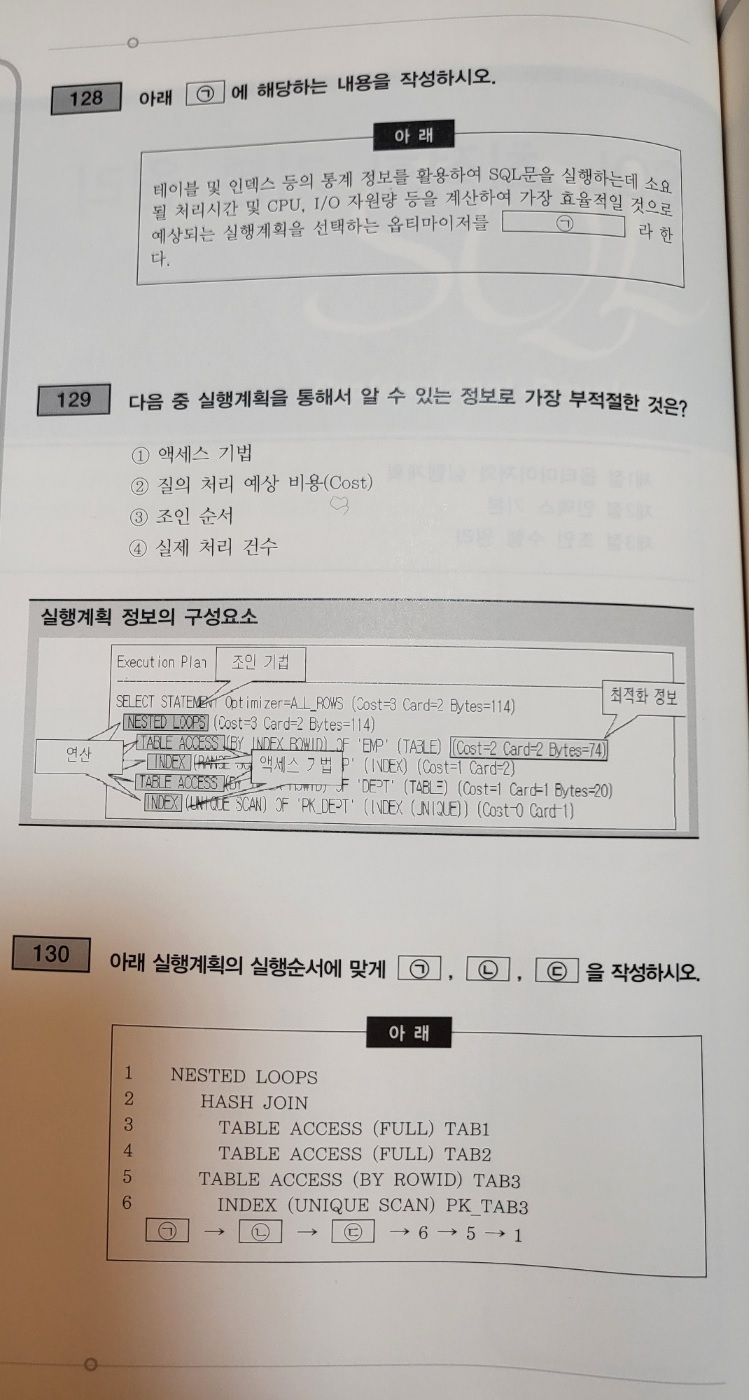 128 아래 ㉠ 에 해당하는 내용을 작성하시오.
아 래
테이블 및 인덱스 등의 통계 정보를 활용하여 SQL문을 실행하는데 소요
될 처리시간 및 CPU, I/O 자원량 등을 계산하여 가장 효율적일 것으로
예상되는 실행계획을 선택하는 옵티마이저를 ㉠ 라 한
다.
129 다음 중 실행계획을 통해서 알 수 있는 정보로 가장 부적절한 것은?
① 액세스 기법
② 질의 처리 예상 비용(Cost)
③ 조인 순서
④ 실제 처리 건수
실행계획 정보의 구성요소
Execution Plan 조인 기법
SELECT STATEMENT Optimizer=ALL_ROWS (Cost=3 Card=2 Bytes=114) 최적화 정보
NESTED LOOPS (Cost=3 Card=2 Bytes=114)
연산 TABLE ACCESS (BY INDEX ROWID) OF 'EMP' (TABLE) (Cost=2 Card=2 Bytes=74)
INDEX (RANGE 액세스 기법 P' (INDEX) (Cost=1 Card=2)
TABLE ACCESS ROWID) OF 'DEPT' (TABLE) (Cost=1 Card=1 Bytes=20)
INDEX (UNIQUE SCAN) OF 'PK_DEPT' (INDEX (UNIQUE)) (Cost=0 Card=1)
130 아래 실행계획의 실행순서에 맞게 ㉠ , ㉡ , ㉢ 을 작성하시오.
아 래
1 NESTED LOOPS
2 HASH JOIN
3 TABLE ACCESS (FULL) TAB1
4 TABLE ACCESS (FULL) TAB2
5 TABLE ACCESS (BY ROWID) TAB3
6 INDEX (UNIQUE SCAN) PK_TAB3
㉠ → ㉡ → ㉢ → 6 → 5 → 1